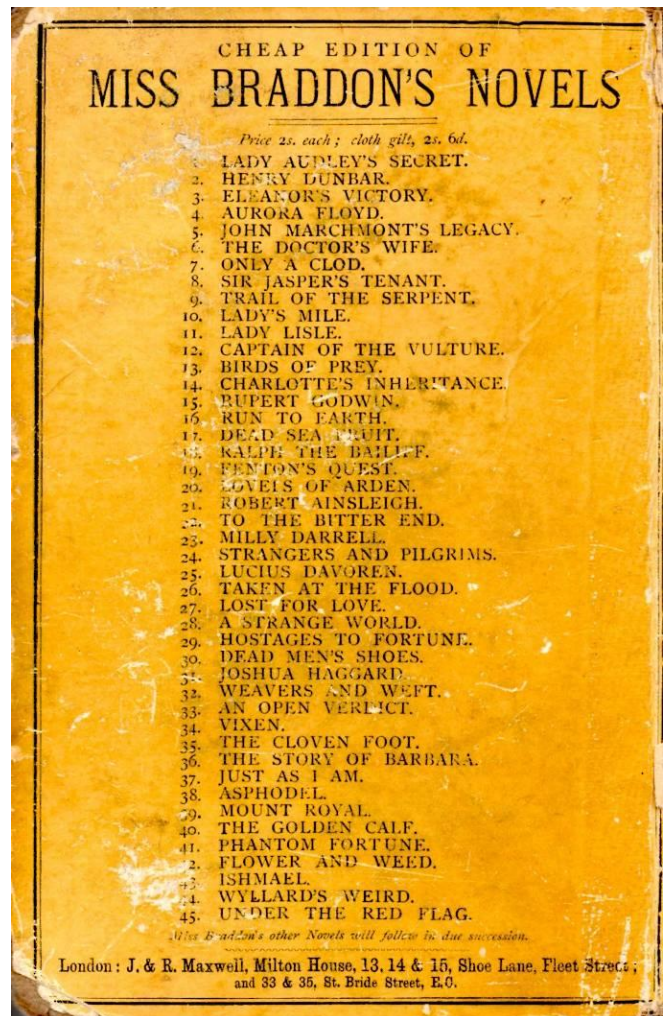 CHEAP EDITION OF
MISS BRADDON'S NOVELS
Price 2s. each; cloth gilt, 2s. 6d.
1. LADY AUDLEY'S SECRET.
2. HENRY DUNBAR.
3. ELEANOR'S VICTORY.
4. AURORA FLOYD.
5. JOHN MARCHMONT'S LEGACY.
6. THE DOCTOR'S WIFE.
7. ONLY A CLOD.
8. SIR JASPER'S TENANT.
9. TRAIL OF THE SERPENT.
10. LADY'S MILE.
11. LADY LISLE.
12. CAPTAIN OF THE VULTURE.
13. BIRDS OF PREY.
14. CHARLOTTE'S INHERITANCE.
15. RUPERT GODWIN.
16. RUN TO EARTH.
17. DEAD SEA FRUIT.
18. RALPH THE BAILIFF.
19. FENTON'S QUEST.
20. LOVELS OF ARDEN.
21. ROBERT AINSLEIGH.
22. TO THE BITTER END.
23. MILLY DARRELL.
24. STRANGERS AND PILGRIMS.
25. LUCIUS DAVOREN.
26. TAKEN AT THE FLOOD.
27. LOST FOR LOVE.
28. A STRANGE WORLD.
29. HOSTAGES TO FORTUNE.
30. DEAD MEN'S SHOES.
31. JOSHUA HAGGARD.
32. WEAVERS AND WEFT.
33. AN OPEN VERDICT.
34. VIXEN.
35. THE CLOVEN FOOT.
36. THE STORY OF BARBARA.
37. JUST AS I AM.
38. ASPHODEL.
39. MOUNT ROYAL.
40. THE GOLDEN CALF.
41. PHANTOM FORTUNE.
42. FLOWER AND WEED.
43. ISHMAEL.
44. WYLLARD'S WEIRD.
45. UNDER THE RED FLAG.
Miss Braddon's other Novels will follow in due succession.
London: J. & R. Maxwell, Milton House, 13, 14 & 15, Shoe Lane, Fleet Street;
and 33 & 35, St. Bride Street, E.C.